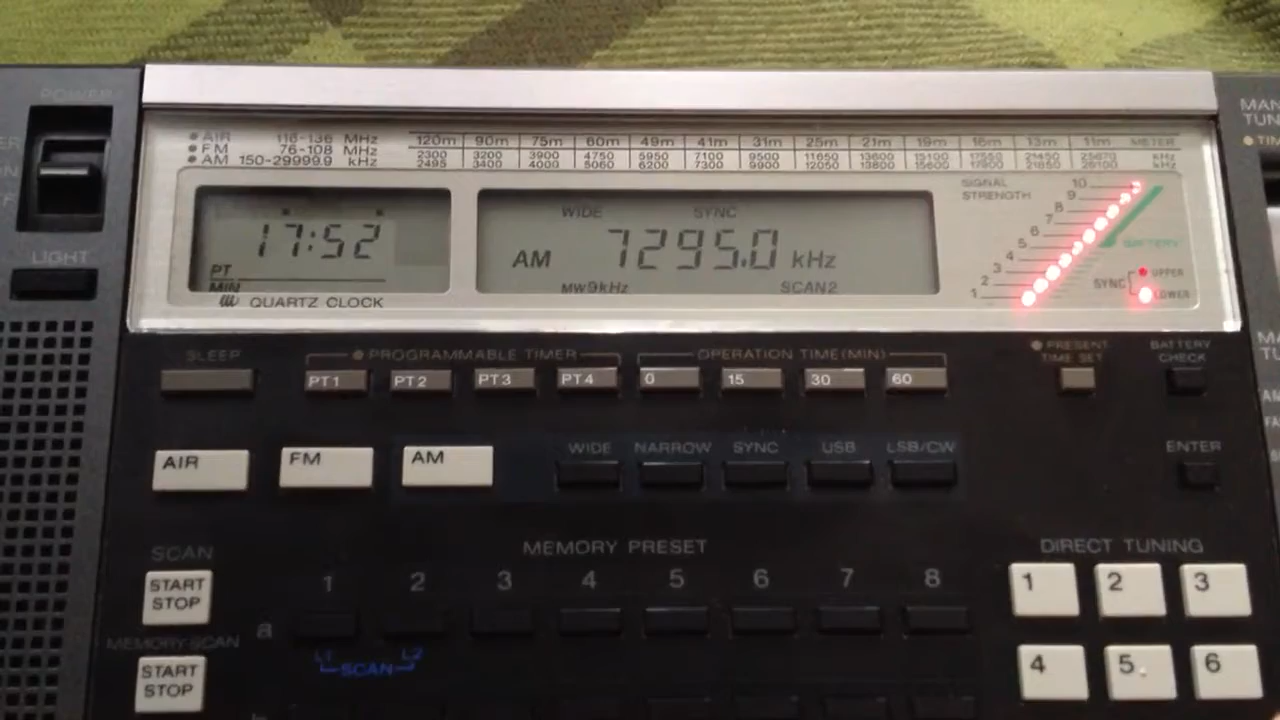 POWER
● AIR 116-136 MHz
● FM 76-108 MHz
● AM 150-29999.9 kHz
120m 90m 75m 60m 49m 41m 31m 25m 21m 19m 16m 13m 11m METER
2300 3200 3900 4750 5950 7100 9500 11650 13600 15100 17550 21450 25670 kHz
2495 3400 4000 5060 6200 7300 9900 12050 13800 15600 17900 21850 26100 kHz
SIGNAL
STRENGTH
10
9
8
7
6
5
4
3
2
1
BATTERY
SYNC UPPER
LOWER
WIDE SYNC
17:52
AM 7295.0 kHz
PT
MIN
MW9kHz SCAN2
QUARTZ CLOCK
LIGHT
SLEEP
● PROGRAMMABLE TIMER
PT1 PT2 PT3 PT4
OPERATION TIME(MIN)
0 15 30 60
● PRESENT
TIME SET
BATTERY
CHECK
AIR FM AM
WIDE NARROW SYNC USB LSB/CW
ENTER
SCAN
START
STOP
MEMORY SCAN
START
STOP
MEMORY PRESET
1 2 3 4 5 6 7 8
a
L1 SCAN L2
DIRECT TUNING
1 2 3
4 5. 6